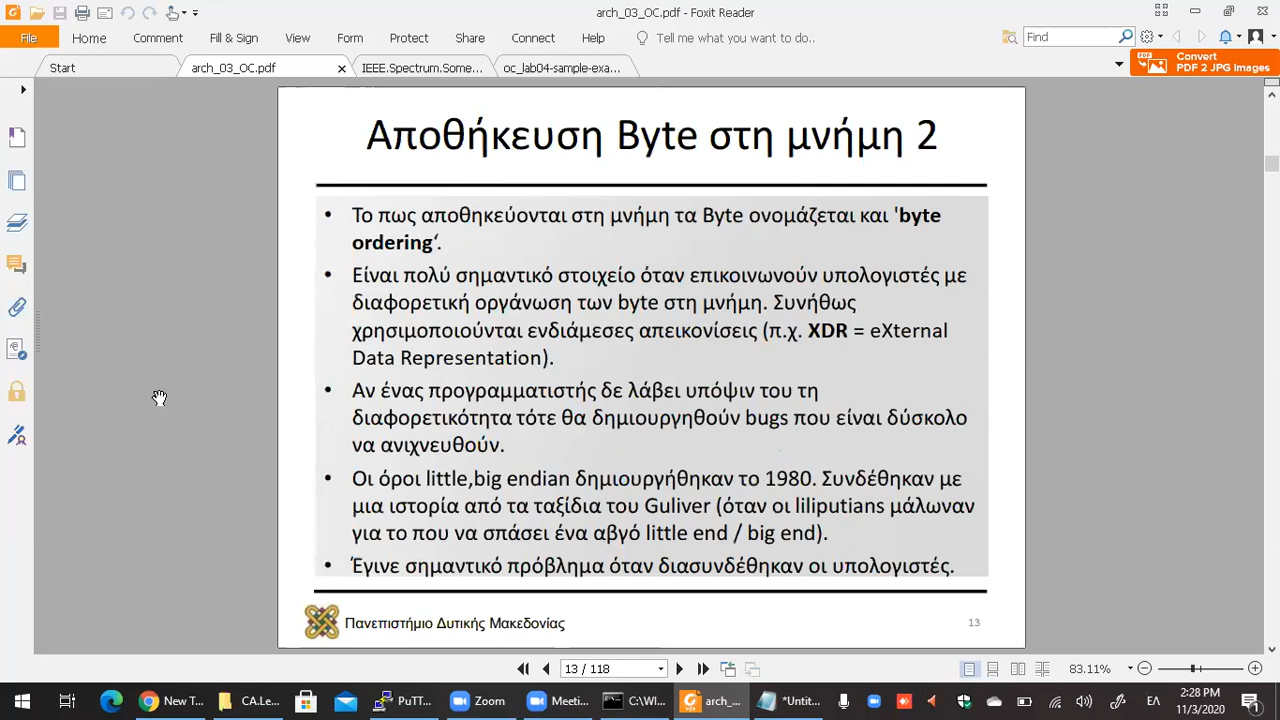 arch_03_OC.pdf - Foxit Reader
File Home Comment Fill & Sign View Form Protect Share Connect Help Tell me what you want to do.. Find
Start arch_03_OC.pdf IEEE.Spectrum.Some... oc_lab04-sample-exa...
Convert
PDF 2 JPG Images
Αποθήκευση Byte στη μνήμη 2
• Το πως αποθηκεύονται στη μνήμη τα Byte ονομάζεται και 'byte
ordering‘.
• Είναι πολύ σημαντικό στοιχείο όταν επικοινωνούν υπολογιστές με
διαφορετική οργάνωση των byte στη μνήμη. Συνήθως
χρησιμοποιούνται ενδιάμεσες απεικονίσεις (π.χ. XDR = eXternal
Data Representation).
• Αν ένας προγραμματιστής δε λάβει υπόψιν του τη
διαφορετικότητα τότε θα δημιουργηθούν bugs που είναι δύσκολο
να ανιχνευθούν.
• Οι όροι little,big endian δημιουργήθηκαν το 1980. Συνδέθηκαν με
μια ιστορία από τα ταξίδια του Guliver (όταν οι liliputians μάλωναν
για το που να σπάσει ένα αβγό little end / big end).
• Έγινε σημαντικό πρόβλημα όταν διασυνδέθηκαν οι υπολογιστές.
Πανεπιστήμιο Δυτικής Μακεδονίας 13
13 / 118 83.11%
New T... CA.Le... PuTT... Zoom Meeti... C:\WI... arch_... *Untit... ΕΛ 2:28 PM
11/3/2020